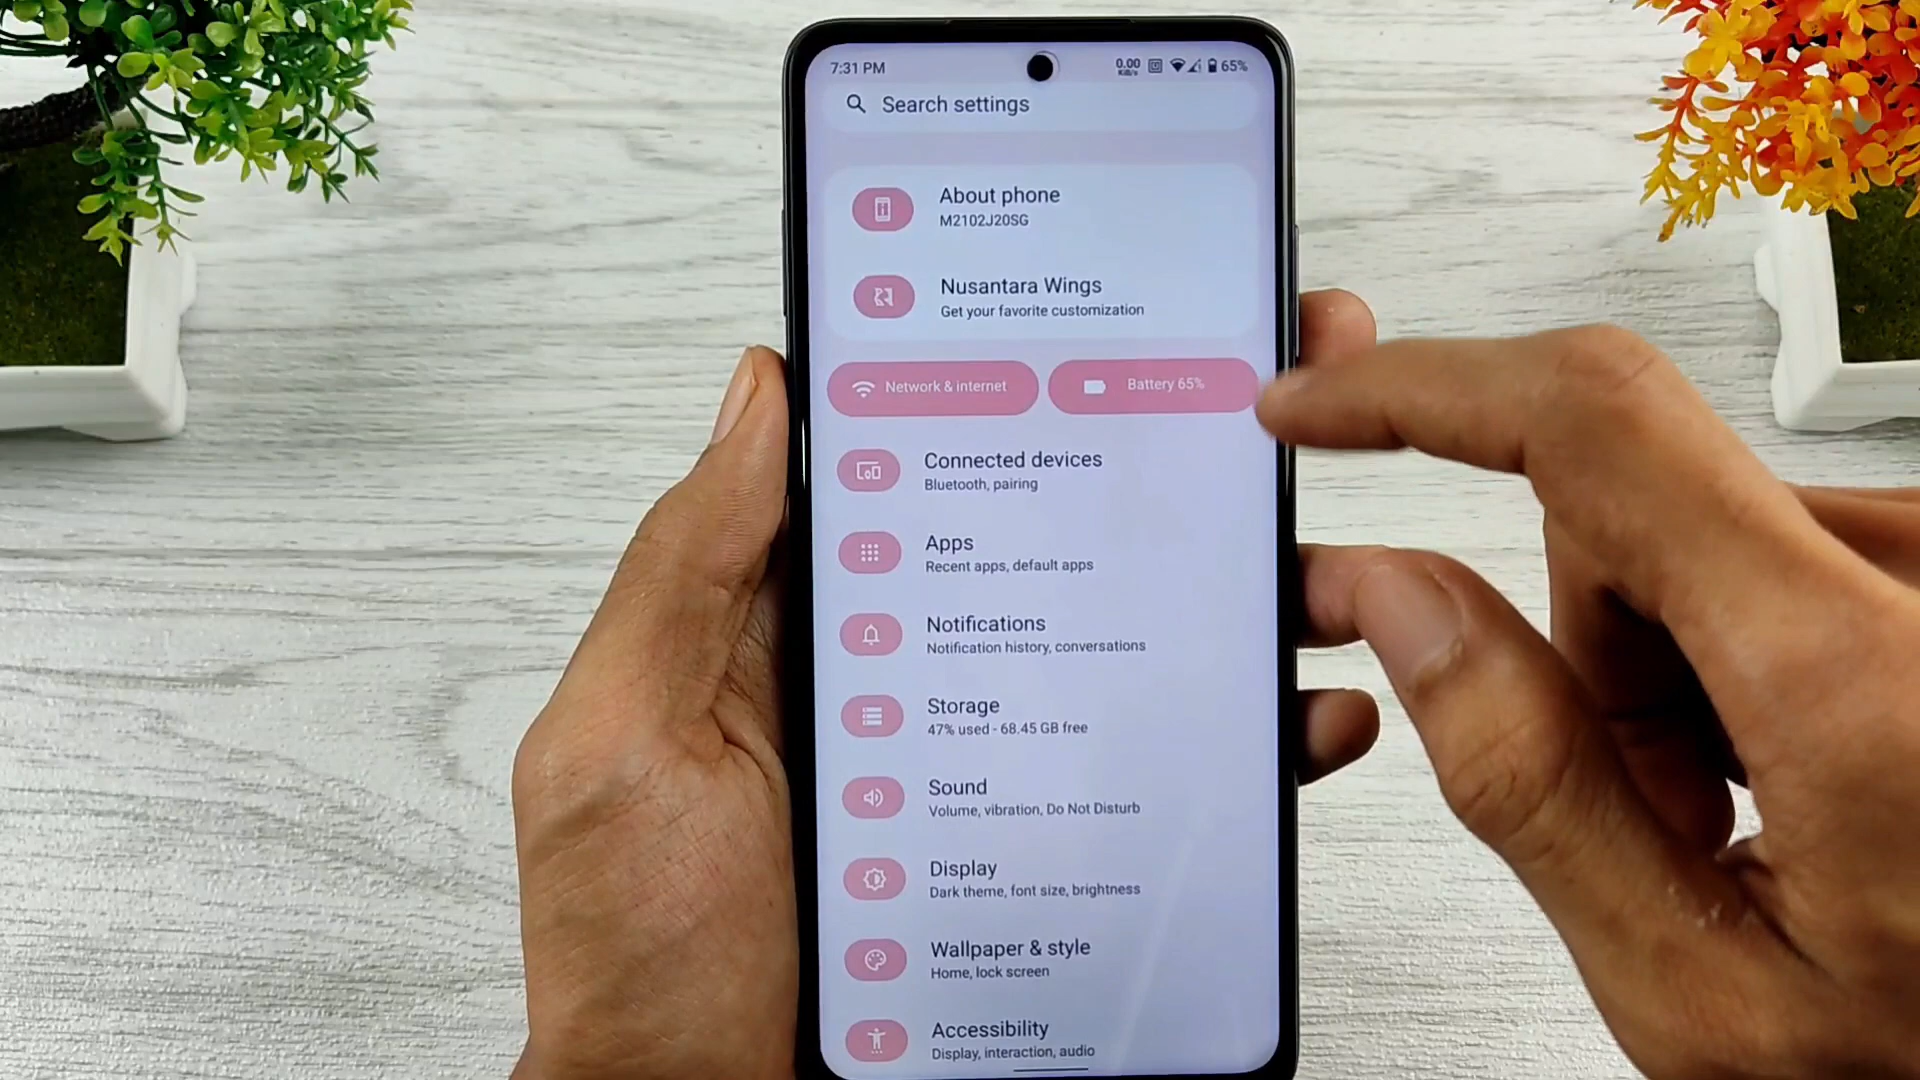 7:31 PM
0.00
KiB/s
65%
Search settings
About phone
M2102J20SG
Nusantara Wings
Get your favorite customization
Network & internet
Battery 65%
Connected devices
Bluetooth, pairing
Apps
Recent apps, default apps
Notifications
Notification history, conversations
Storage
47% used - 68.45 GB free
Sound
Volume, vibration, Do Not Disturb
Display
Dark theme, font size, brightness
Wallpaper & style
Home, lock screen
Accessibility
Display, interaction, audio